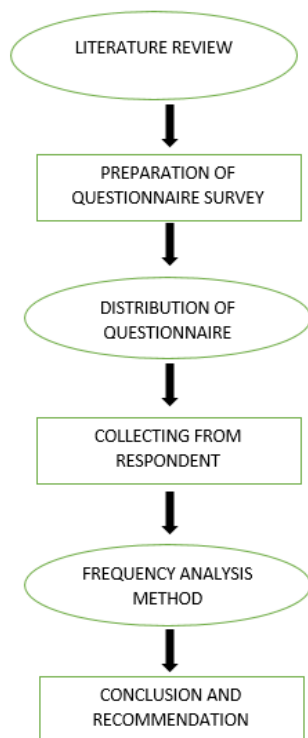 LITERATURE REVIEW
PREPARATION OF
QUESTIONNAIRE SURVEY
DISTRIBUTION OF
QUESTIONNAIRE
COLLECTING FROM
RESPONDENT
FREQUENCY ANALYSIS
METHOD
CONCLUSION AND
RECOMMENDATION